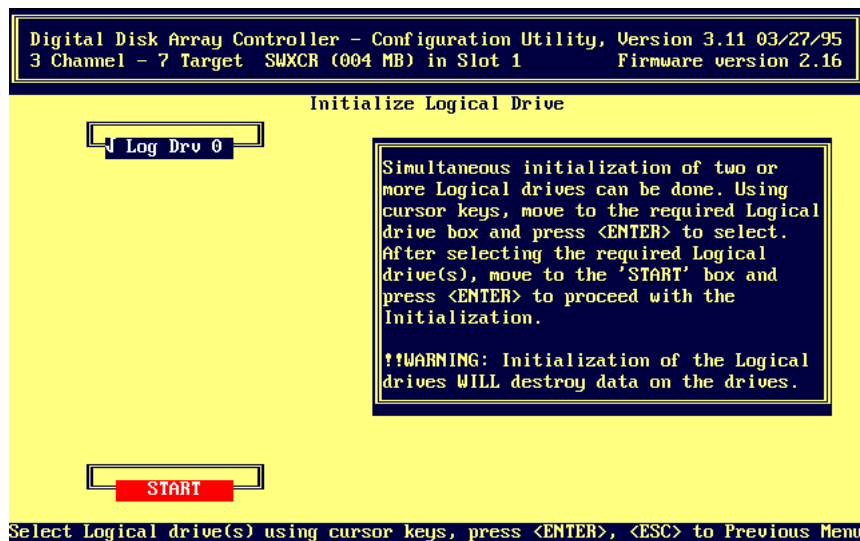 Digital Disk Array Controller - Configuration Utility, Version 3.11 03/27/95
3 Channel - 7 Target SWXCR (004 MB) in Slot 1 Firmware version 2.16
Initialize Logical Drive
√ Log Drv 0
Simultaneous initialization of two or
more Logical drives can be done. Using
cursor keys, move to the required Logical
drive box and press <ENTER> to select.
After selecting the required Logical
drive(s), move to the 'START' box and
press <ENTER> to proceed with the
Initialization.
!!WARNING: Initialization of the Logical
drives WILL destroy data on the drives.
START
Select Logical drive(s) using cursor keys, press <ENTER>, <ESC> to Previous Menu